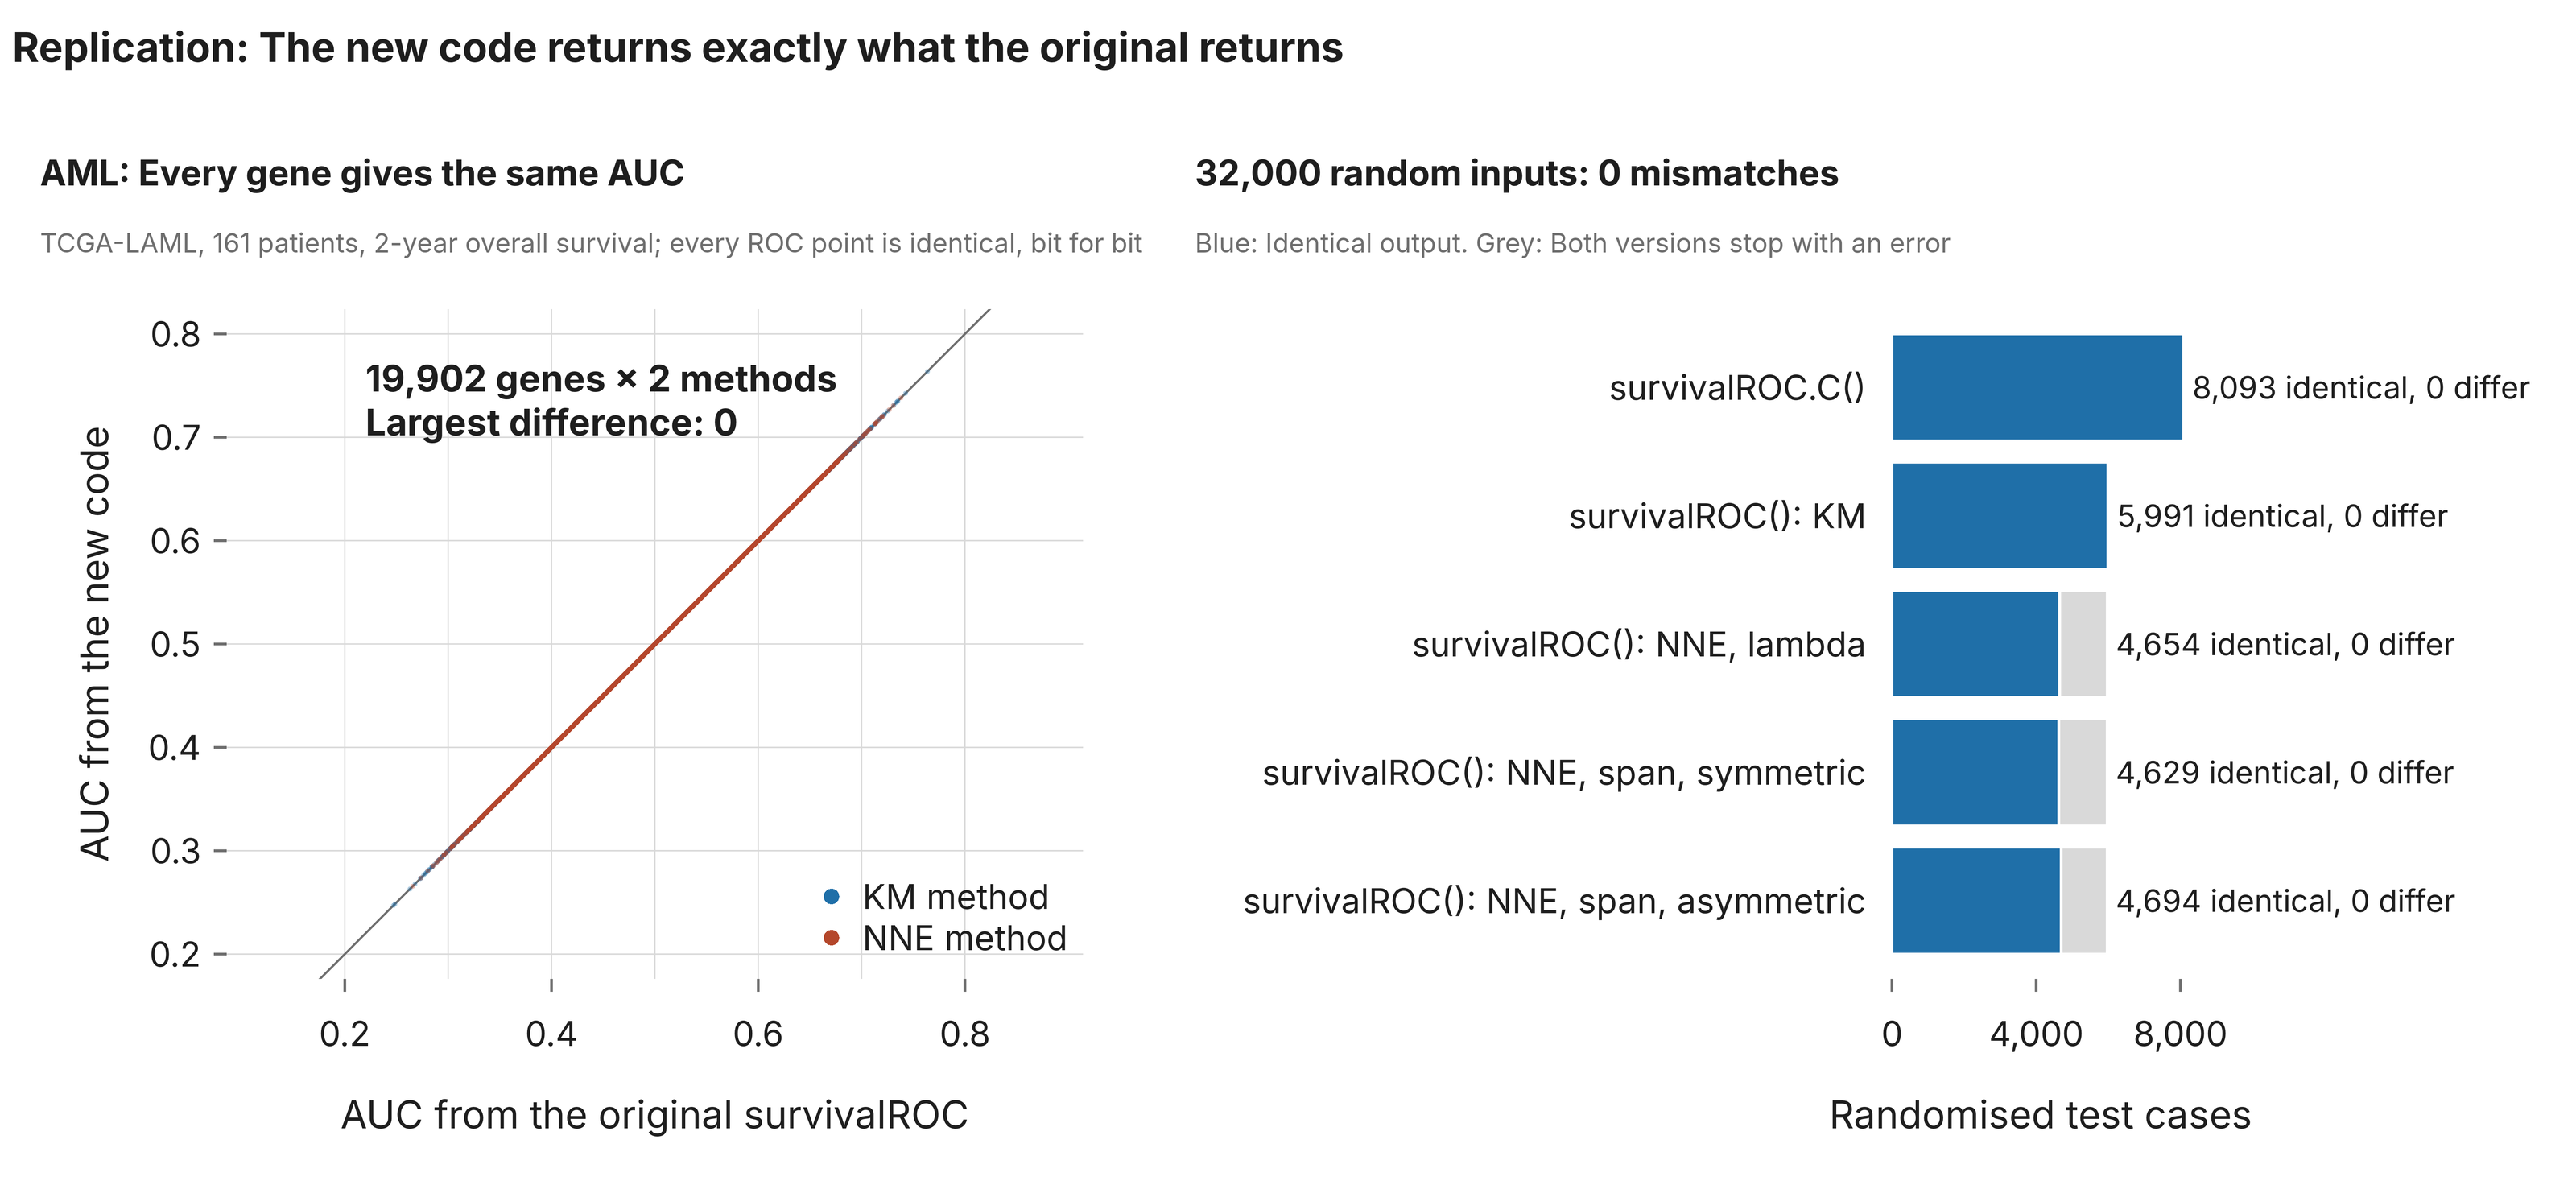 Replication: The new code returns exactly what the original returns
AML: Every gene gives the same AUC
TCGA-LAML, 161 patients, 2-year overall survival; every ROC point is identical, bit for bit
AUC from the new code
0.8
0.7
0.6
0.5
0.4
0.3
0.2
19,902 genes × 2 methods
Largest difference: 0
KM method
NNE method
0.2 0.4 0.6 0.8
AUC from the original survivalROC
32,000 random inputs: 0 mismatches
Blue: Identical output. Grey: Both versions stop with an error
survivalROC.C() 8,093 identical, 0 differ
survivalROC(): KM 5,991 identical, 0 differ
survivalROC(): NNE, lambda 4,654 identical, 0 differ
survivalROC(): NNE, span, symmetric 4,629 identical, 0 differ
survivalROC(): NNE, span, asymmetric 4,694 identical, 0 differ
0 4,000 8,000
Randomised test cases